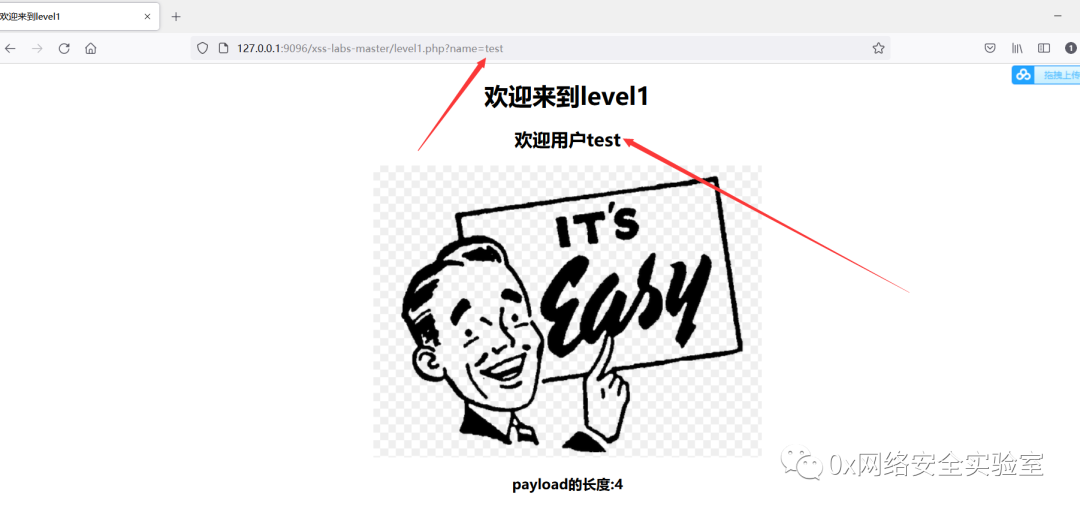 欢迎来到level1
127.0.0.1:9096/xss-labs-master/level1.php?name=test
1
拖拽上传
欢迎来到level1
欢迎用户test
IT'S
Easy
0x网络安全实验室
payload的长度:4